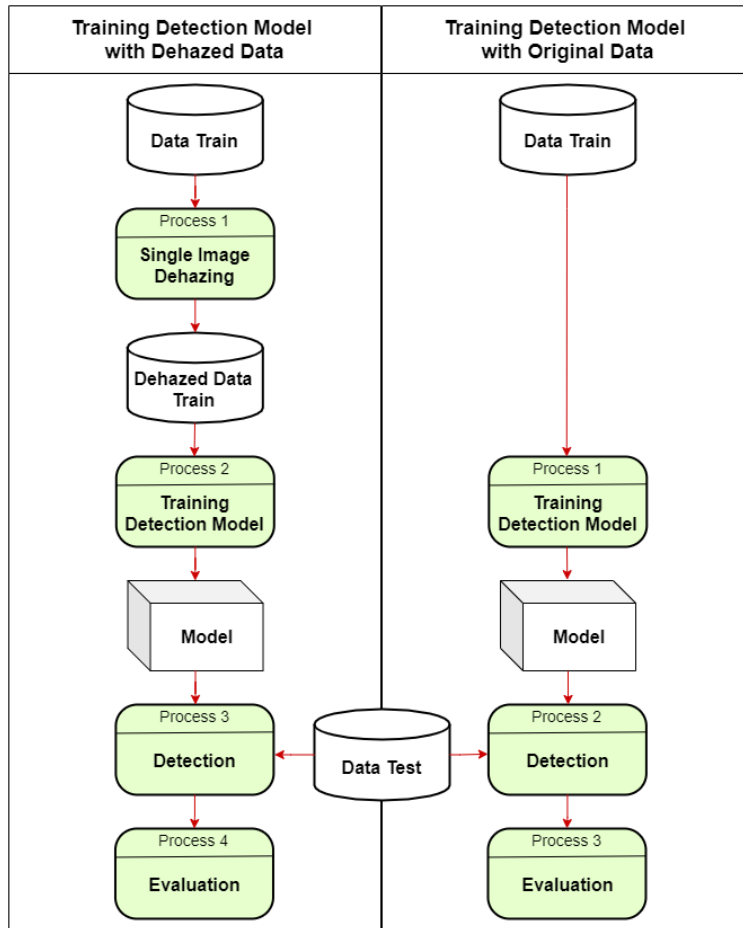 Training Detection Model
with Dehazed Data
Training Detection Model
with Original Data
Data Train
Process 1
Single Image
Dehazing
Dehazed Data
Train
Process 2
Training
Detection Model
Model
Process 3
Detection
Process 4
Evaluation
Data Test
Data Train
Process 1
Training
Detection Model
Model
Process 2
Detection
Process 3
Evaluation